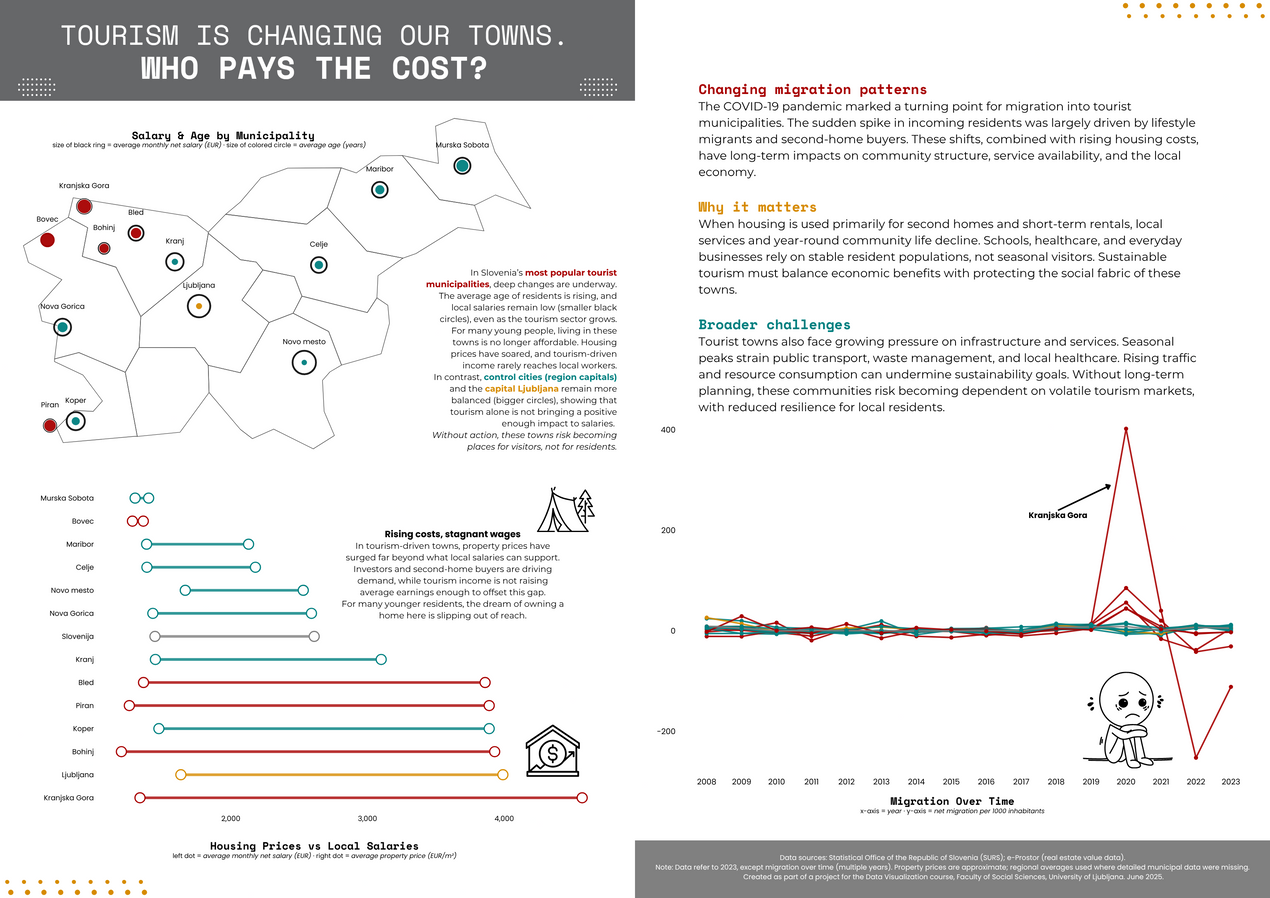 TOURISM IS CHANGING OUR TOWNS.
WHO PAYS THE COST?
Salary & Age by Municipality
size of black ring = average monthly net salary (EUR) · size of colored circle = average age (years)
Murska Sobota
Maribor
Kranjska Gora
Bled
Bovec
Bohinj
Kranj
Celje
Ljubljana
Nova Gorica
Novo mesto
Piran
Koper
In Slovenia's most popular tourist
municipalities, deep changes are underway.
The average age of residents is rising, and
local salaries remain low (smaller black
circles), even as the tourism sector grows.
For many young people, living in these
towns is no longer affordable. Housing
prices have soared, and tourism-driven
income rarely reaches local workers.
In contrast, control cities (region capitals)
and the capital Ljubljana remain more
balanced (bigger circles), showing that
tourism alone is not bringing a positive
enough impact to salaries.
Without action, these towns risk becoming
places for visitors, not for residents.
Murska Sobota
Bovec
Maribor
Celje
Novo mesto
Nova Gorica
Slovenija
Kranj
Bled
Piran
Koper
Bohinj
Ljubljana
Kranjska Gora
2,000
3,000
4,000
Rising costs, stagnant wages
In tourism-driven towns, property prices have
surged far beyond what local salaries can support.
Investors and second-home buyers are driving
demand, while tourism income is not raising
average earnings enough to offset this gap.
For many younger residents, the dream of owning a
home here is slipping out of reach.
$
Housing Prices vs Local Salaries
left dot = average monthly net salary (EUR) · right dot = average property price (EUR/m²)
Changing migration patterns
The COVID-19 pandemic marked a turning point for migration into tourist
municipalities. The sudden spike in incoming residents was largely driven by lifestyle
migrants and second-home buyers. These shifts, combined with rising housing costs,
have long-term impacts on community structure, service availability, and the local
economy.
Why it matters
When housing is used primarily for second homes and short-term rentals, local
services and year-round community life decline. Schools, healthcare, and everyday
businesses rely on stable resident populations, not seasonal visitors. Sustainable
tourism must balance economic benefits with protecting the social fabric of these
towns.
Broader challenges
Tourist towns also face growing pressure on infrastructure and services. Seasonal
peaks strain public transport, waste management, and local healthcare. Rising traffic
and resource consumption can undermine sustainability goals. Without long-term
planning, these communities risk becoming dependent on volatile tourism markets,
with reduced resilience for local residents.
400
200
0
−200
Kranjska Gora
2008
2009
2010
2011
2012
2013
2014
2015
2016
2017
2018
2019
2020
2021
2022
2023
Migration Over Time
x-axis = year · y-axis = net migration per 1000 inhabitants
Data sources: Statistical Office of the Republic of Slovenia (SURS); e-Prostor (real estate value data).
Note: Data refer to 2023, except migration over time (multiple years). Property prices are approximate; regional averages used where detailed municipal data were missing.
Created as part of a project for the Data Visualization course, Faculty of Social Sciences, University of Ljubljana. June 2025.